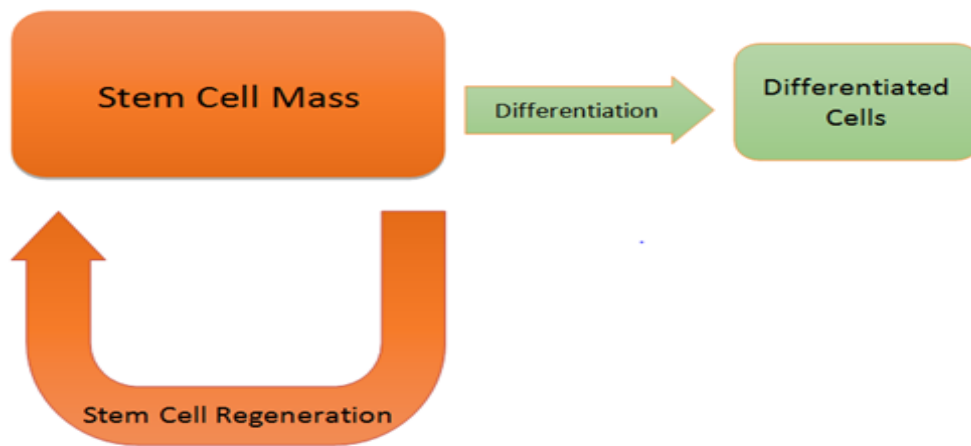 Stem Cell Mass
Differentiation
Differentiated
Cells
Stem Cell Regeneration